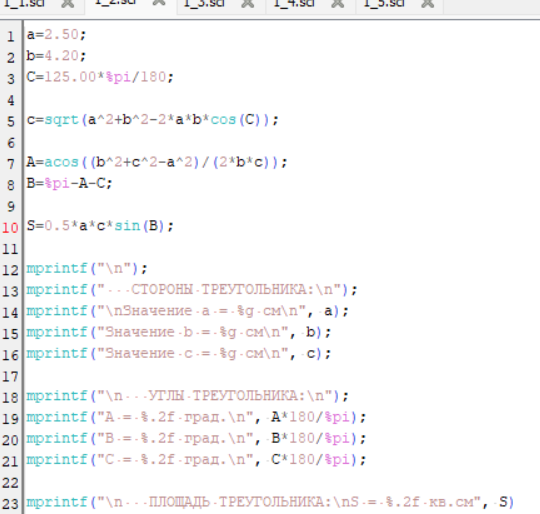 1_1.sci 1_2.sci 1_3.sci 1_4.sci 1_5.sci
1 a=2.50;
2 b=4.20;
3 C=125.00*%pi/180;
4
5 c=sqrt(a^2+b^2-2*a*b*cos(C));
6
7 A=acos((b^2+c^2-a^2)/(2*b*c));
8 B=%pi-A-C;
9
10 S=0.5*a*c*sin(B);
11
12 mprintf("\n");
13 mprintf("···СТОРОНЫ·ТРЕУГОЛЬНИКА:\n");
14 mprintf("\nЗначение·a·=·%g·см\n",·a);
15 mprintf("Значение·b·=·%g·см\n",·b);
16 mprintf("Значение·c·=·%g·см\n",·c);
17
18 mprintf("\n···УГЛЫ·ТРЕУГОЛЬНИКА:\n");
19 mprintf("A·=·%.2f·град.\n",·A*180/%pi);
20 mprintf("B·=·%.2f·град.\n",·B*180/%pi);
21 mprintf("C·=·%.2f·град.\n",·C*180/%pi);
22
23 mprintf("\n···ПЛОЩАДЬ·ТРЕУГОЛЬНИКА:\nS·=·%.2f·кв.см",·S)